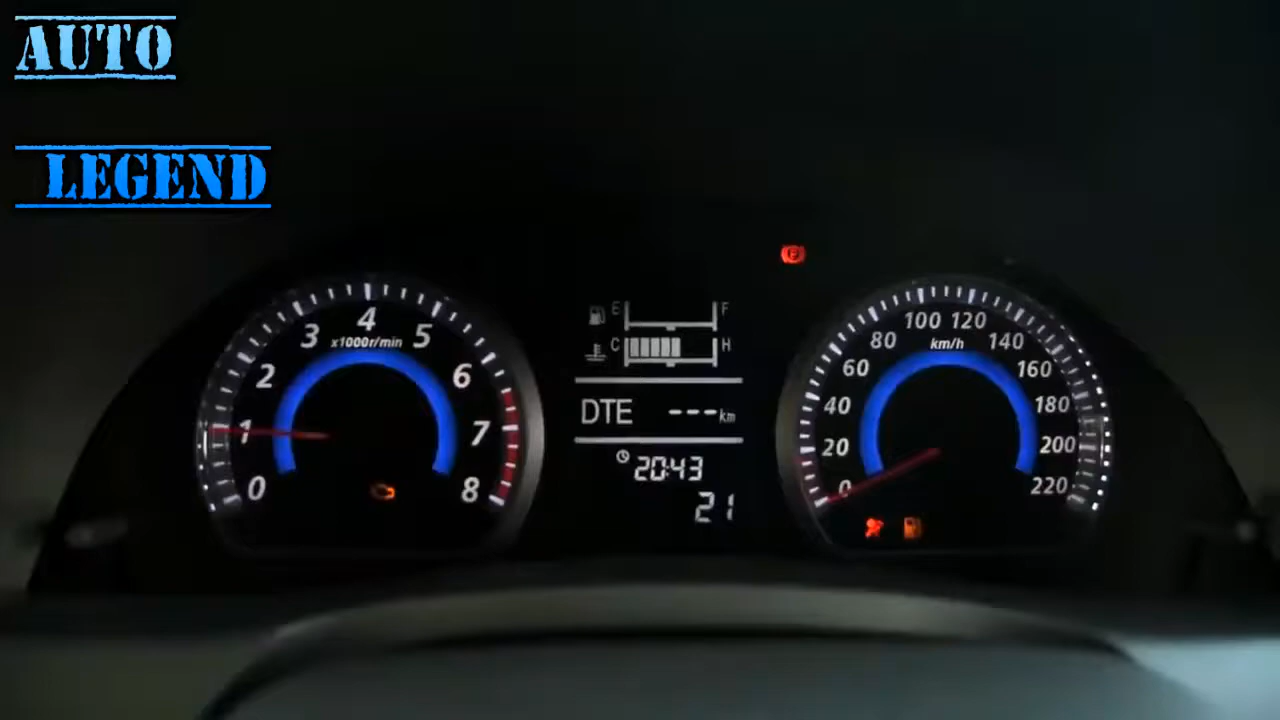 AUTO
LEGEND
0 1 2 3 4 5 6 7 8
x1000r/min
E F
C H
DTE ---km
20:43
21
0 20 40 60 80 100 120 140 160 180 200 220
km/h
P